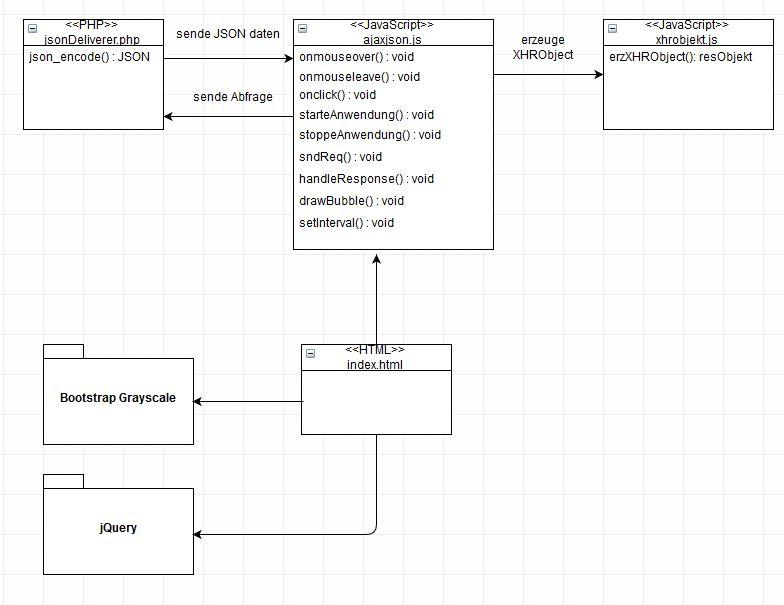 <<PHP>>
jsonDeliverer.php
json_encode() : JSON
sende JSON daten
sende Abfrage
<<JavaScript>>
ajaxjson.js
onmouseover() : void
onmouseleave() : void
onclick() : void
starteAnwendung() : void
stoppeAnwendung() : void
sndReq() : void
handleResponse() : void
drawBubble() : void
setInterval() : void
erzeuge
XHRObject
<<JavaScript>>
xhrobjekt.js
erzXHRObject(): resObjekt
<<HTML>>
index.html
Bootstrap Grayscale
jQuery